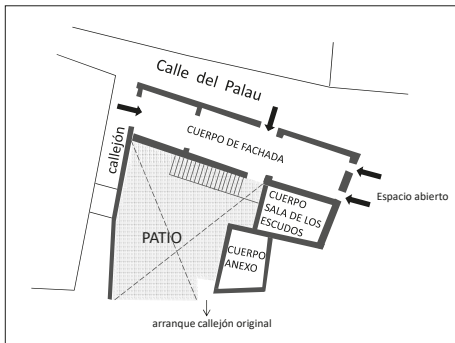 Calle del Palau
callejón
CUERPO DE FACHADA
Espacio abierto
CUERPO
SALA DE LOS
ESCUDOS
PATIO
CUERPO
ANEXO
arranque callejón original